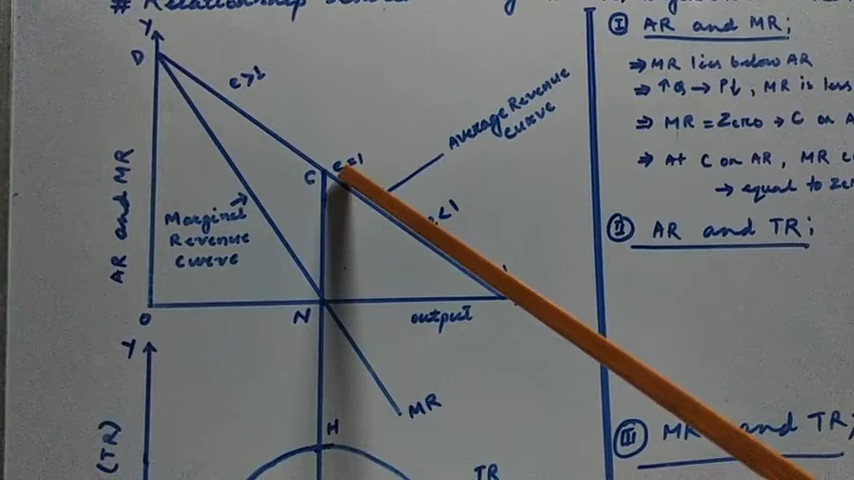 # Relationship
Y
D
e>1
Average Revenue
Curve
e=1
C
AR and MR
Marginal
Revenue
Curve
<1
O
N
output
Y
MR
H
(TR)
TR
I AR and MR;
⇒ MR lies below AR
⇒ ↑Q → P↓, MR is less
⇒ MR = Zero → C on A
⇒ At C on AR, MR C
→ equal to Ze
II AR and TR;
III MR and TR;